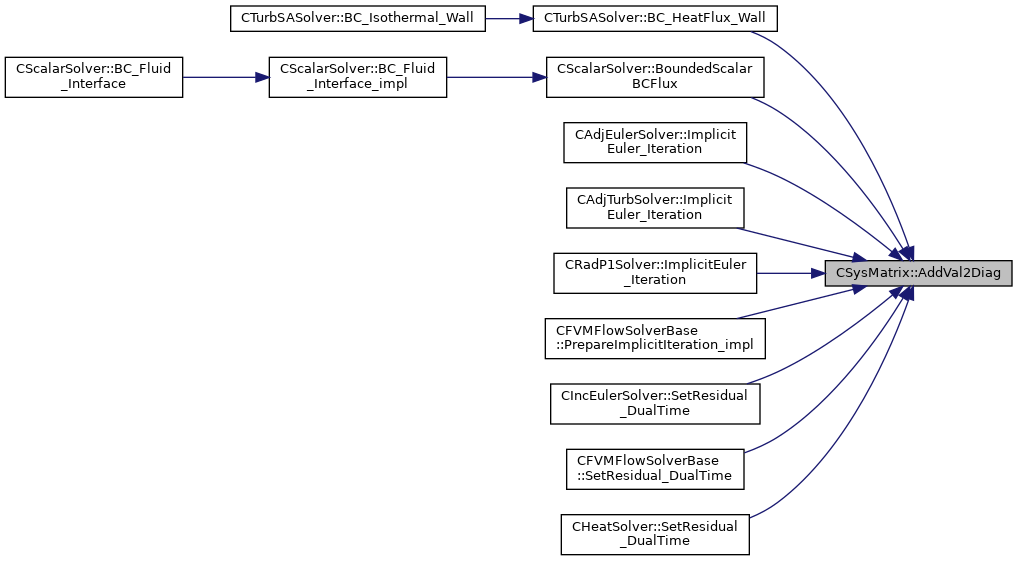 CTurbSASolver::BC_Isothermal_Wall
CTurbSASolver::BC_HeatFlux_Wall
CScalarSolver::BC_Fluid
_Interface
CScalarSolver::BC_Fluid
_Interface_impl
CScalarSolver::BoundedScalar
BCFlux
CAdjEulerSolver::Implicit
Euler_Iteration
CAdjTurbSolver::Implicit
Euler_Iteration
CRadP1Solver::ImplicitEuler
_Iteration
CSysMatrix::AddVal2Diag
CFVMFlowSolverBase
::PrepareImplicitIteration_impl
CIncEulerSolver::SetResidual
_DualTime
CFVMFlowSolverBase
::SetResidual_DualTime
CHeatSolver::SetResidual
_DualTime